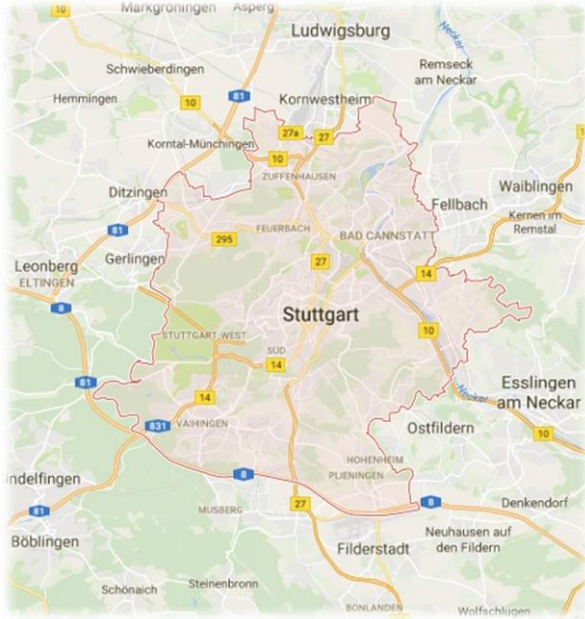 10
Markgröningen
Asperg
Ludwigsburg
Neckar
Schwieberdingen
Remseck
am Neckar
Hemmingen
81
10
Kornwestheim
27a
27
Korntal-Münchingen
10
ZUFFENHAUSEN
Ditzingen
Waiblingen
Fellbach
Kernen im
Remstal
81
295
FEUERBACH
BAD CANNSTATT
Leonberg
ELTINGEN
Gerlingen
27
14
8
Stuttgart
10
STUTTGART-WEST
SÜD
14
81
14
Neckar
Esslingen
am Neckar
831
VAIHINGEN
Ostfildern
10
HOHENHEIM
PLIENINGEN
indelfingen
8
81
27
8
Denkendorf
MUSBERG
Böblingen
Filderstadt
Neuhausen auf
den Fildern
Schönaich
Steinenbronn
BONLANDEN
Wolfschlugen